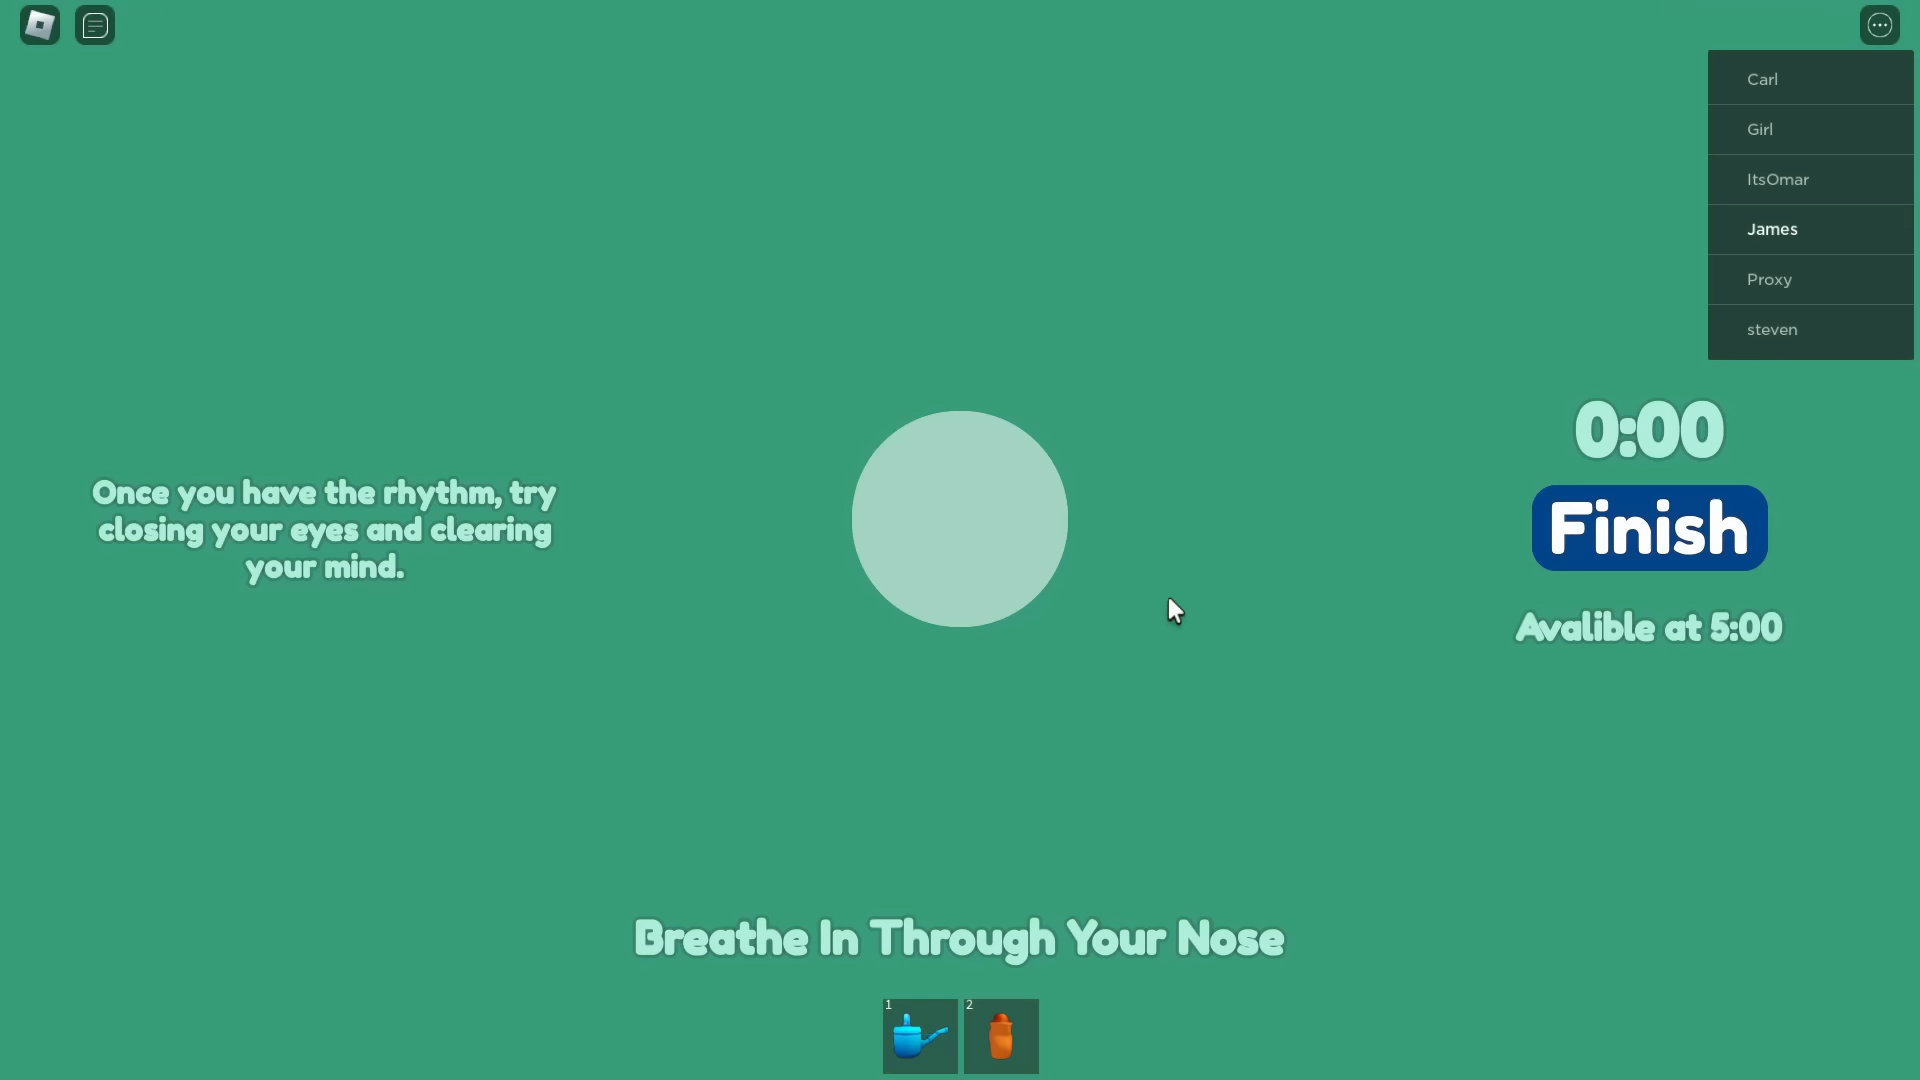 Carl
Girl
ItsOmar
James
Proxy
steven
0:00
Finish
Avalible at 5:00
Once you have the rhythm, try
closing your eyes and clearing
your mind.
Breathe In Through Your Nose
1
2